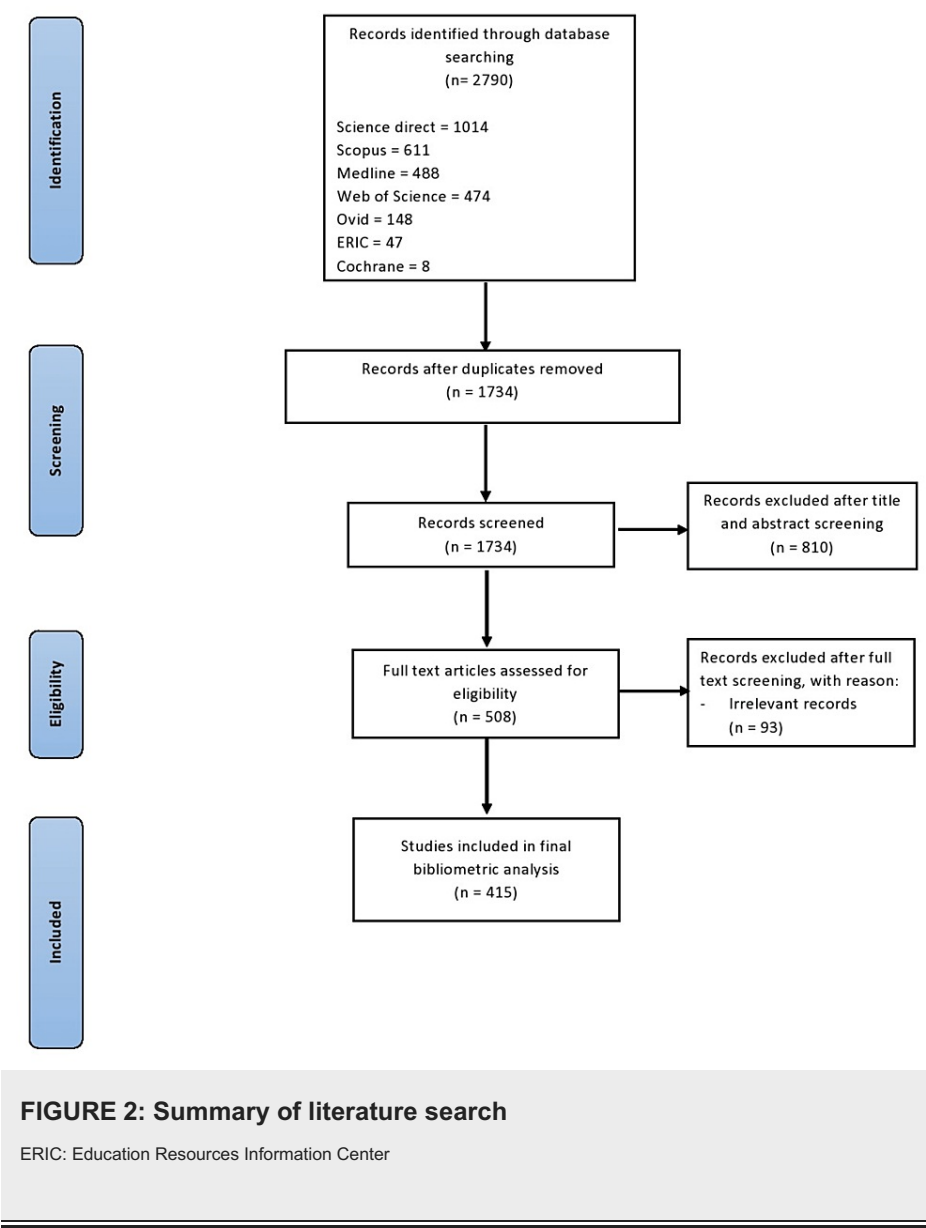 Identification
Records identified through database
searching
(n= 2790)
Science direct = 1014
Scopus = 611
Medline = 488
Web of Science = 474
Ovid = 148
ERIC = 47
Cochrane = 8
Screening
Records after duplicates removed
(n = 1734)
Records screened
(n = 1734)
Records excluded after title
and abstract screening
(n = 810)
Eligibility
Full text articles assessed for
eligibility
(n = 508)
Records excluded after full
text screening, with reason:
- Irrelevant records
(n = 93)
Included
Studies included in final
bibliometric analysis
(n = 415)
FIGURE 2: Summary of literature search
ERIC: Education Resources Information Center